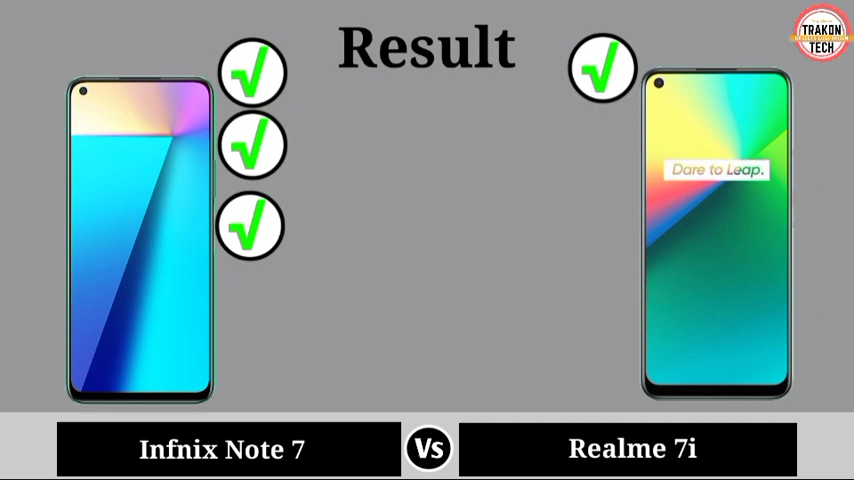 Result
TRAKON
TECH
Dare to Leap.
Infnix Note 7
Vs
Realme 7i